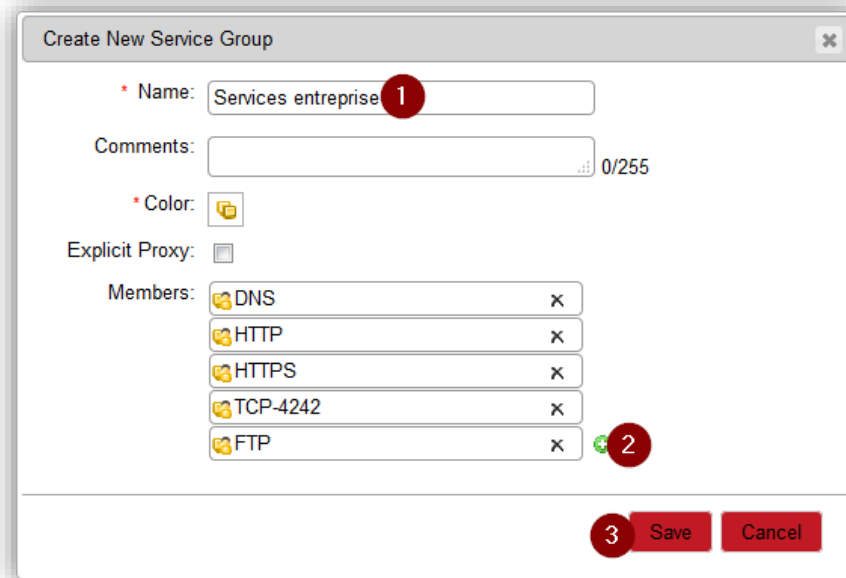 Create New Service Group
* Name: Services entreprise 1
Comments: 0/255
* Color:
Explicit Proxy:
Members: DNS
HTTP
HTTPS
TCP-4242
FTP 2
3 Save Cancel